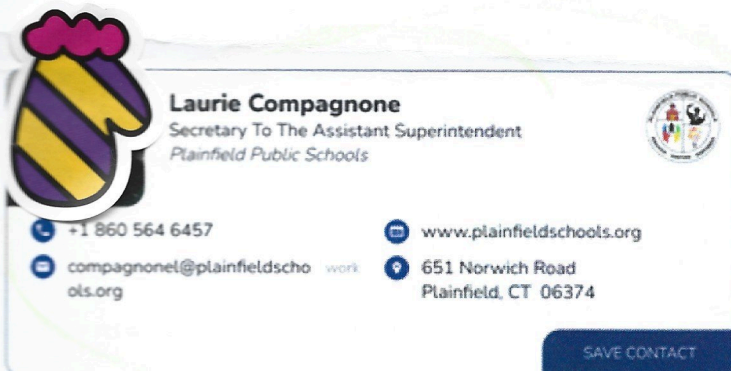 Laurie Compagnone
Secretary To The Assistant Superintendent
Plainfield Public Schools
+1 860 564 6457
www.plainfieldschools.org
compagnonel@plainfieldscho work
ols.org
651 Norwich Road
Plainfield, CT 06374
SAVE CONTACT